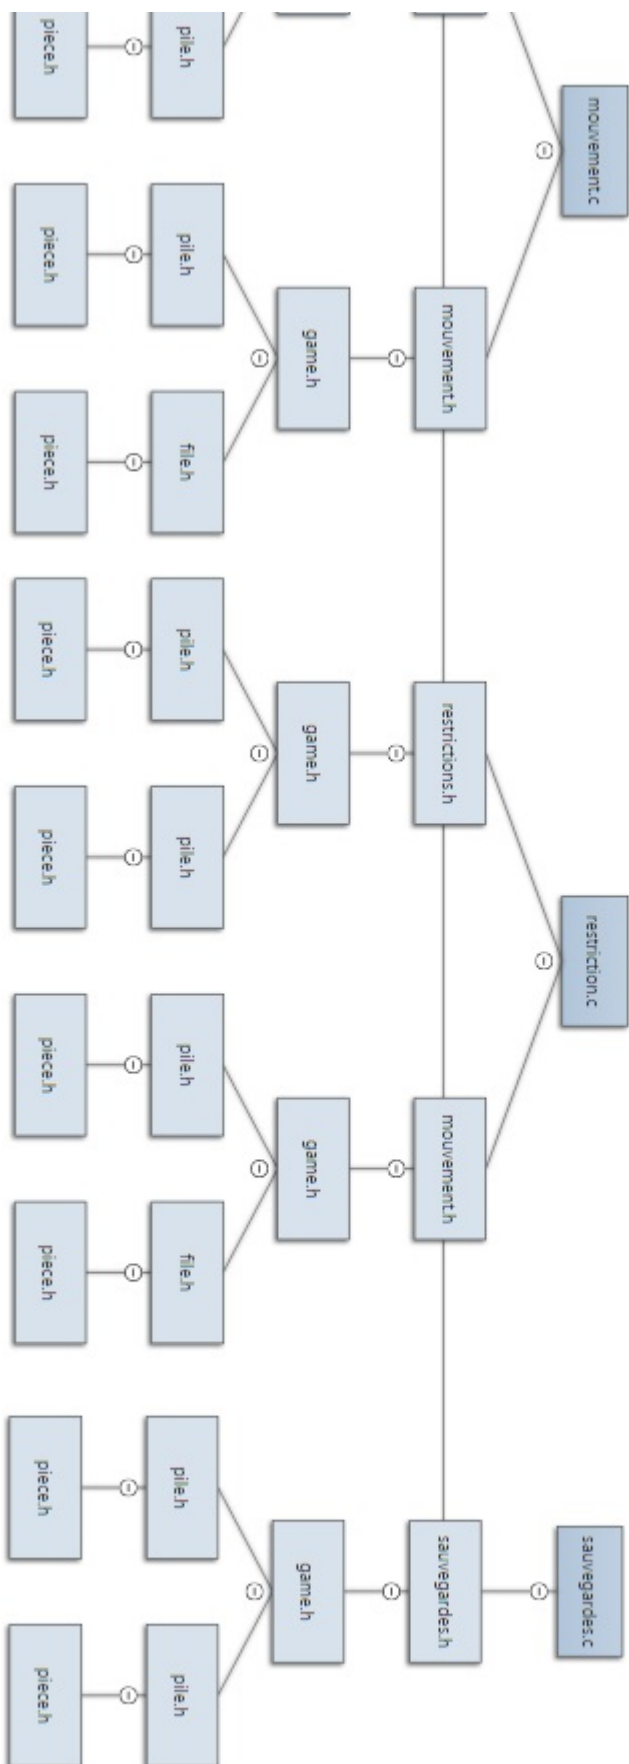 mouvement.c
restriction.c
sauvegardes.c
mouvement.h
restrictions.h
mouvement.h
sauvegardes.h
game.h
game.h
game.h
game.h
pile.h
pile.h
file.h
pile.h
pile.h
pile.h
file.h
pile.h
pile.h
piece.h
piece.h
piece.h
piece.h
piece.h
piece.h
piece.h
piece.h
piece.h